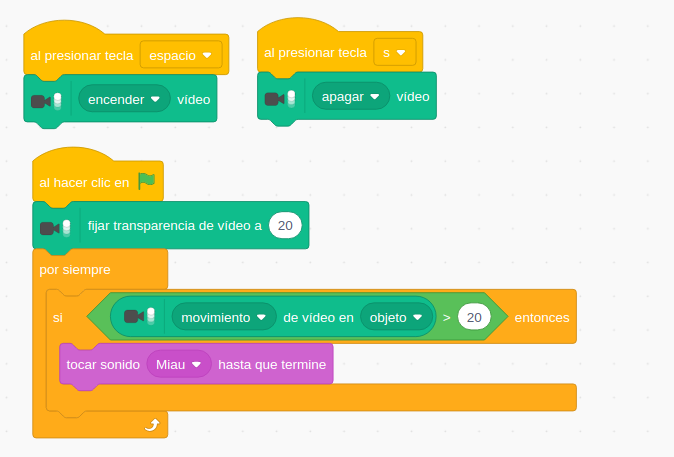 al presionar tecla espacio
encender vídeo
al presionar tecla s
apagar vídeo
al hacer clic en
fijar transparencia de vídeo a 20
por siempre
si movimiento de vídeo en objeto > 20 entonces
tocar sonido Miau hasta que termine